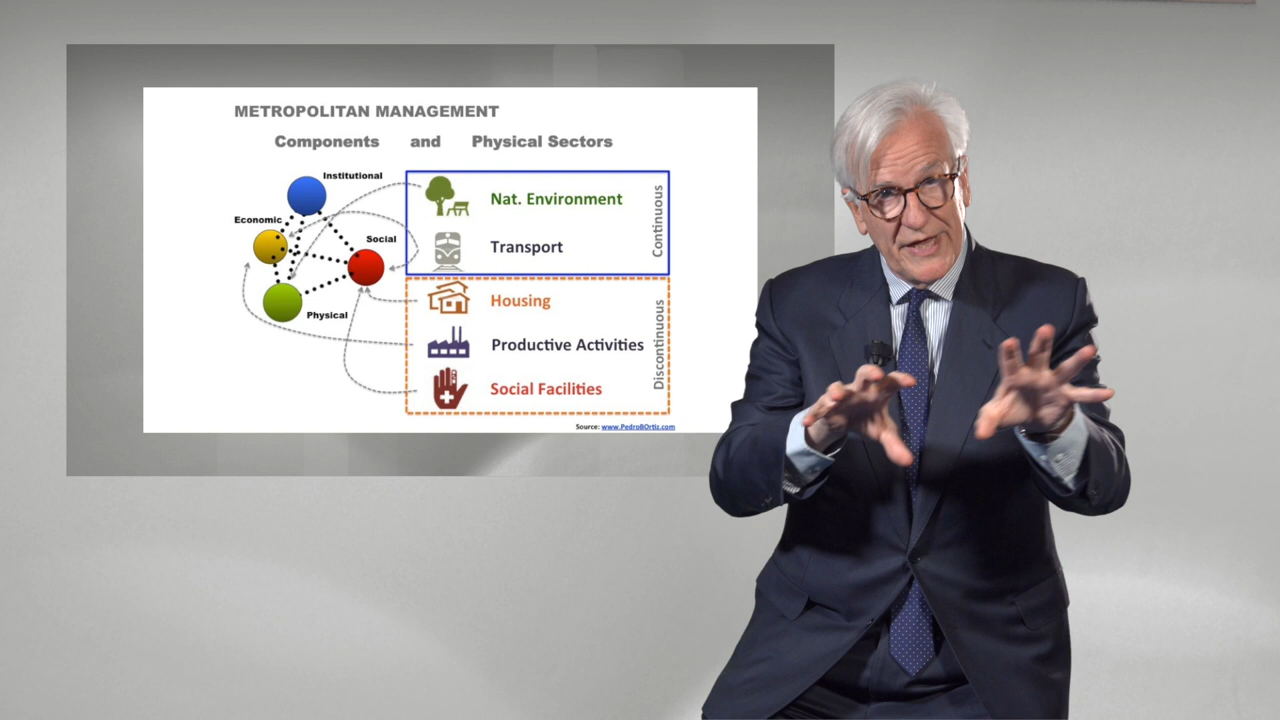 METROPOLITAN MANAGEMENT
Components and Physical Sectors
Institutional
Economic
Social
Physical
Nat. Environment
Transport
Continuous
Housing
Productive Activities
Social Facilities
Discontinuous
Source: www.PedroBOrtiz.com